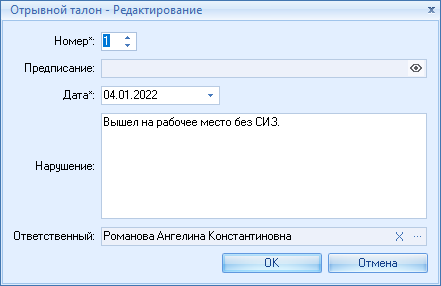 Отрывной талон - Редактирование
Номер*: 1
Предписание:
Дата*: 04.01.2022
Вышел на рабочее место без СИЗ.
Нарушение:
Ответственный: Романова Ангелина Константиновна
OK Отмена